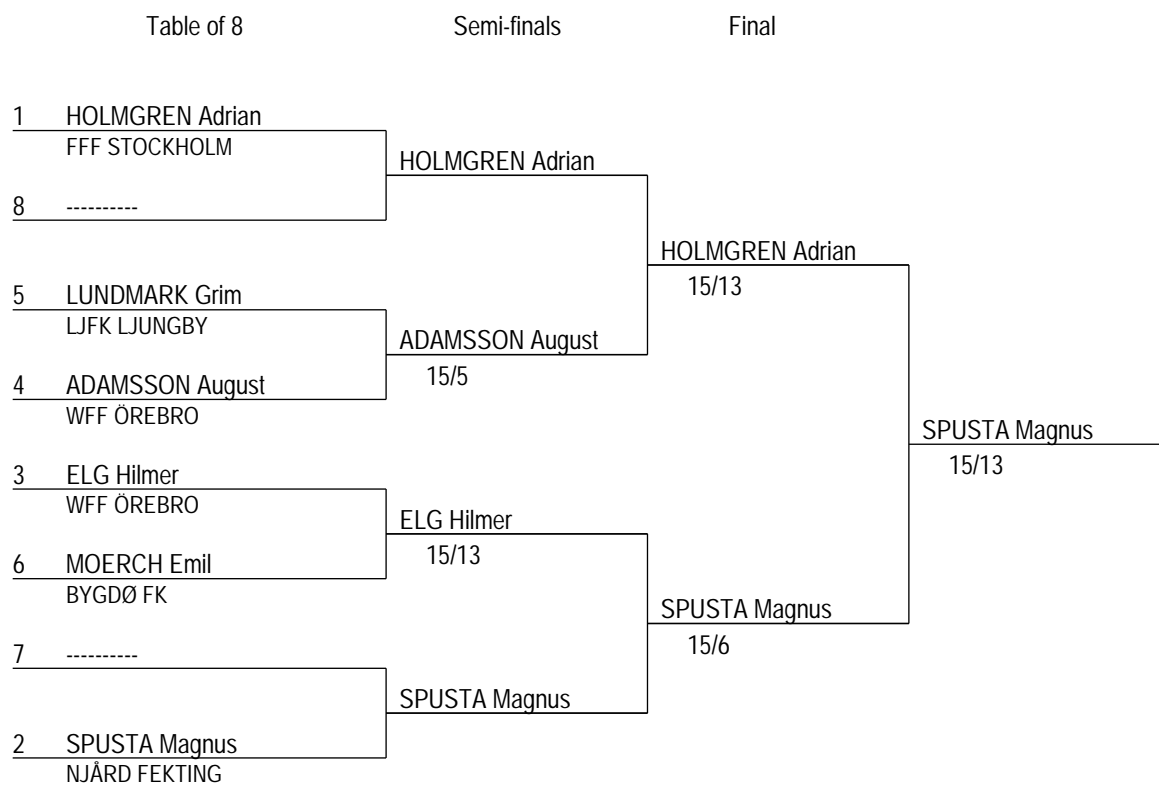 Table of 8 Semi-finals Final
1 HOLMGREN Adrian
FFF STOCKHOLM
HOLMGREN Adrian
8 ----------
HOLMGREN Adrian
15/13
5 LUNDMARK Grim
LJFK LJUNGBY
ADAMSSON August
15/5
4 ADAMSSON August
WFF ÖREBRO
SPUSTA Magnus
15/13
3 ELG Hilmer
WFF ÖREBRO
ELG Hilmer
15/13
6 MOERCH Emil
BYGDØ FK
SPUSTA Magnus
15/6
7 ----------
SPUSTA Magnus
2 SPUSTA Magnus
NJÅRD FEKTING